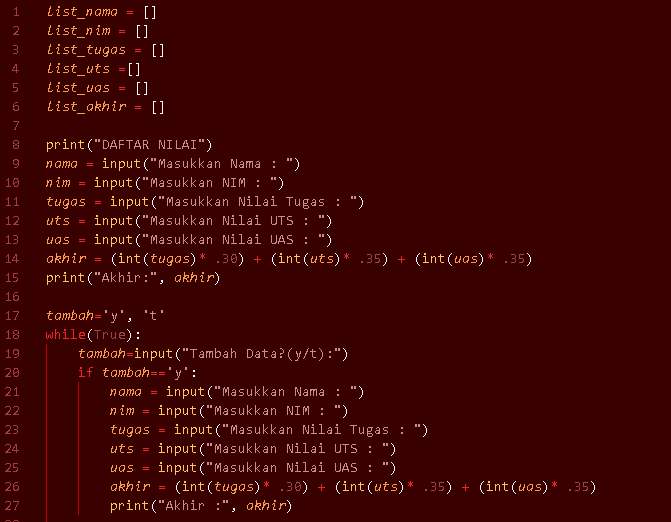 1 list_nama = []
2 list_nim = []
3 list_tugas = []
4 list_uts =[]
5 list_uas = []
6 list_akhir = []
7
8 print("DAFTAR NILAI")
9 nama = input("Masukkan Nama : ")
10 nim = input("Masukkan NIM : ")
11 tugas = input("Masukkan Nilai Tugas : ")
12 uts = input("Masukkan Nilai UTS : ")
13 uas = input("Masukkan Nilai UAS : ")
14 akhir = (int(tugas)* .30) + (int(uts)* .35) + (int(uas)* .35)
15 print("Akhir:", akhir)
16
17 tambah='y', 't'
18 while(True):
19     tambah=input("Tambah Data?(y/t):")
20     if tambah=='y':
21         nama = input("Masukkan Nama : ")
22         nim = input("Masukkan NIM : ")
23         tugas = input("Masukkan Nilai Tugas : ")
24         uts = input("Masukkan Nilai UTS : ")
25         uas = input("Masukkan Nilai UAS : ")
26         akhir = (int(tugas)* .30) + (int(uts)* .35) + (int(uas)* .35)
27         print("Akhir :", akhir)